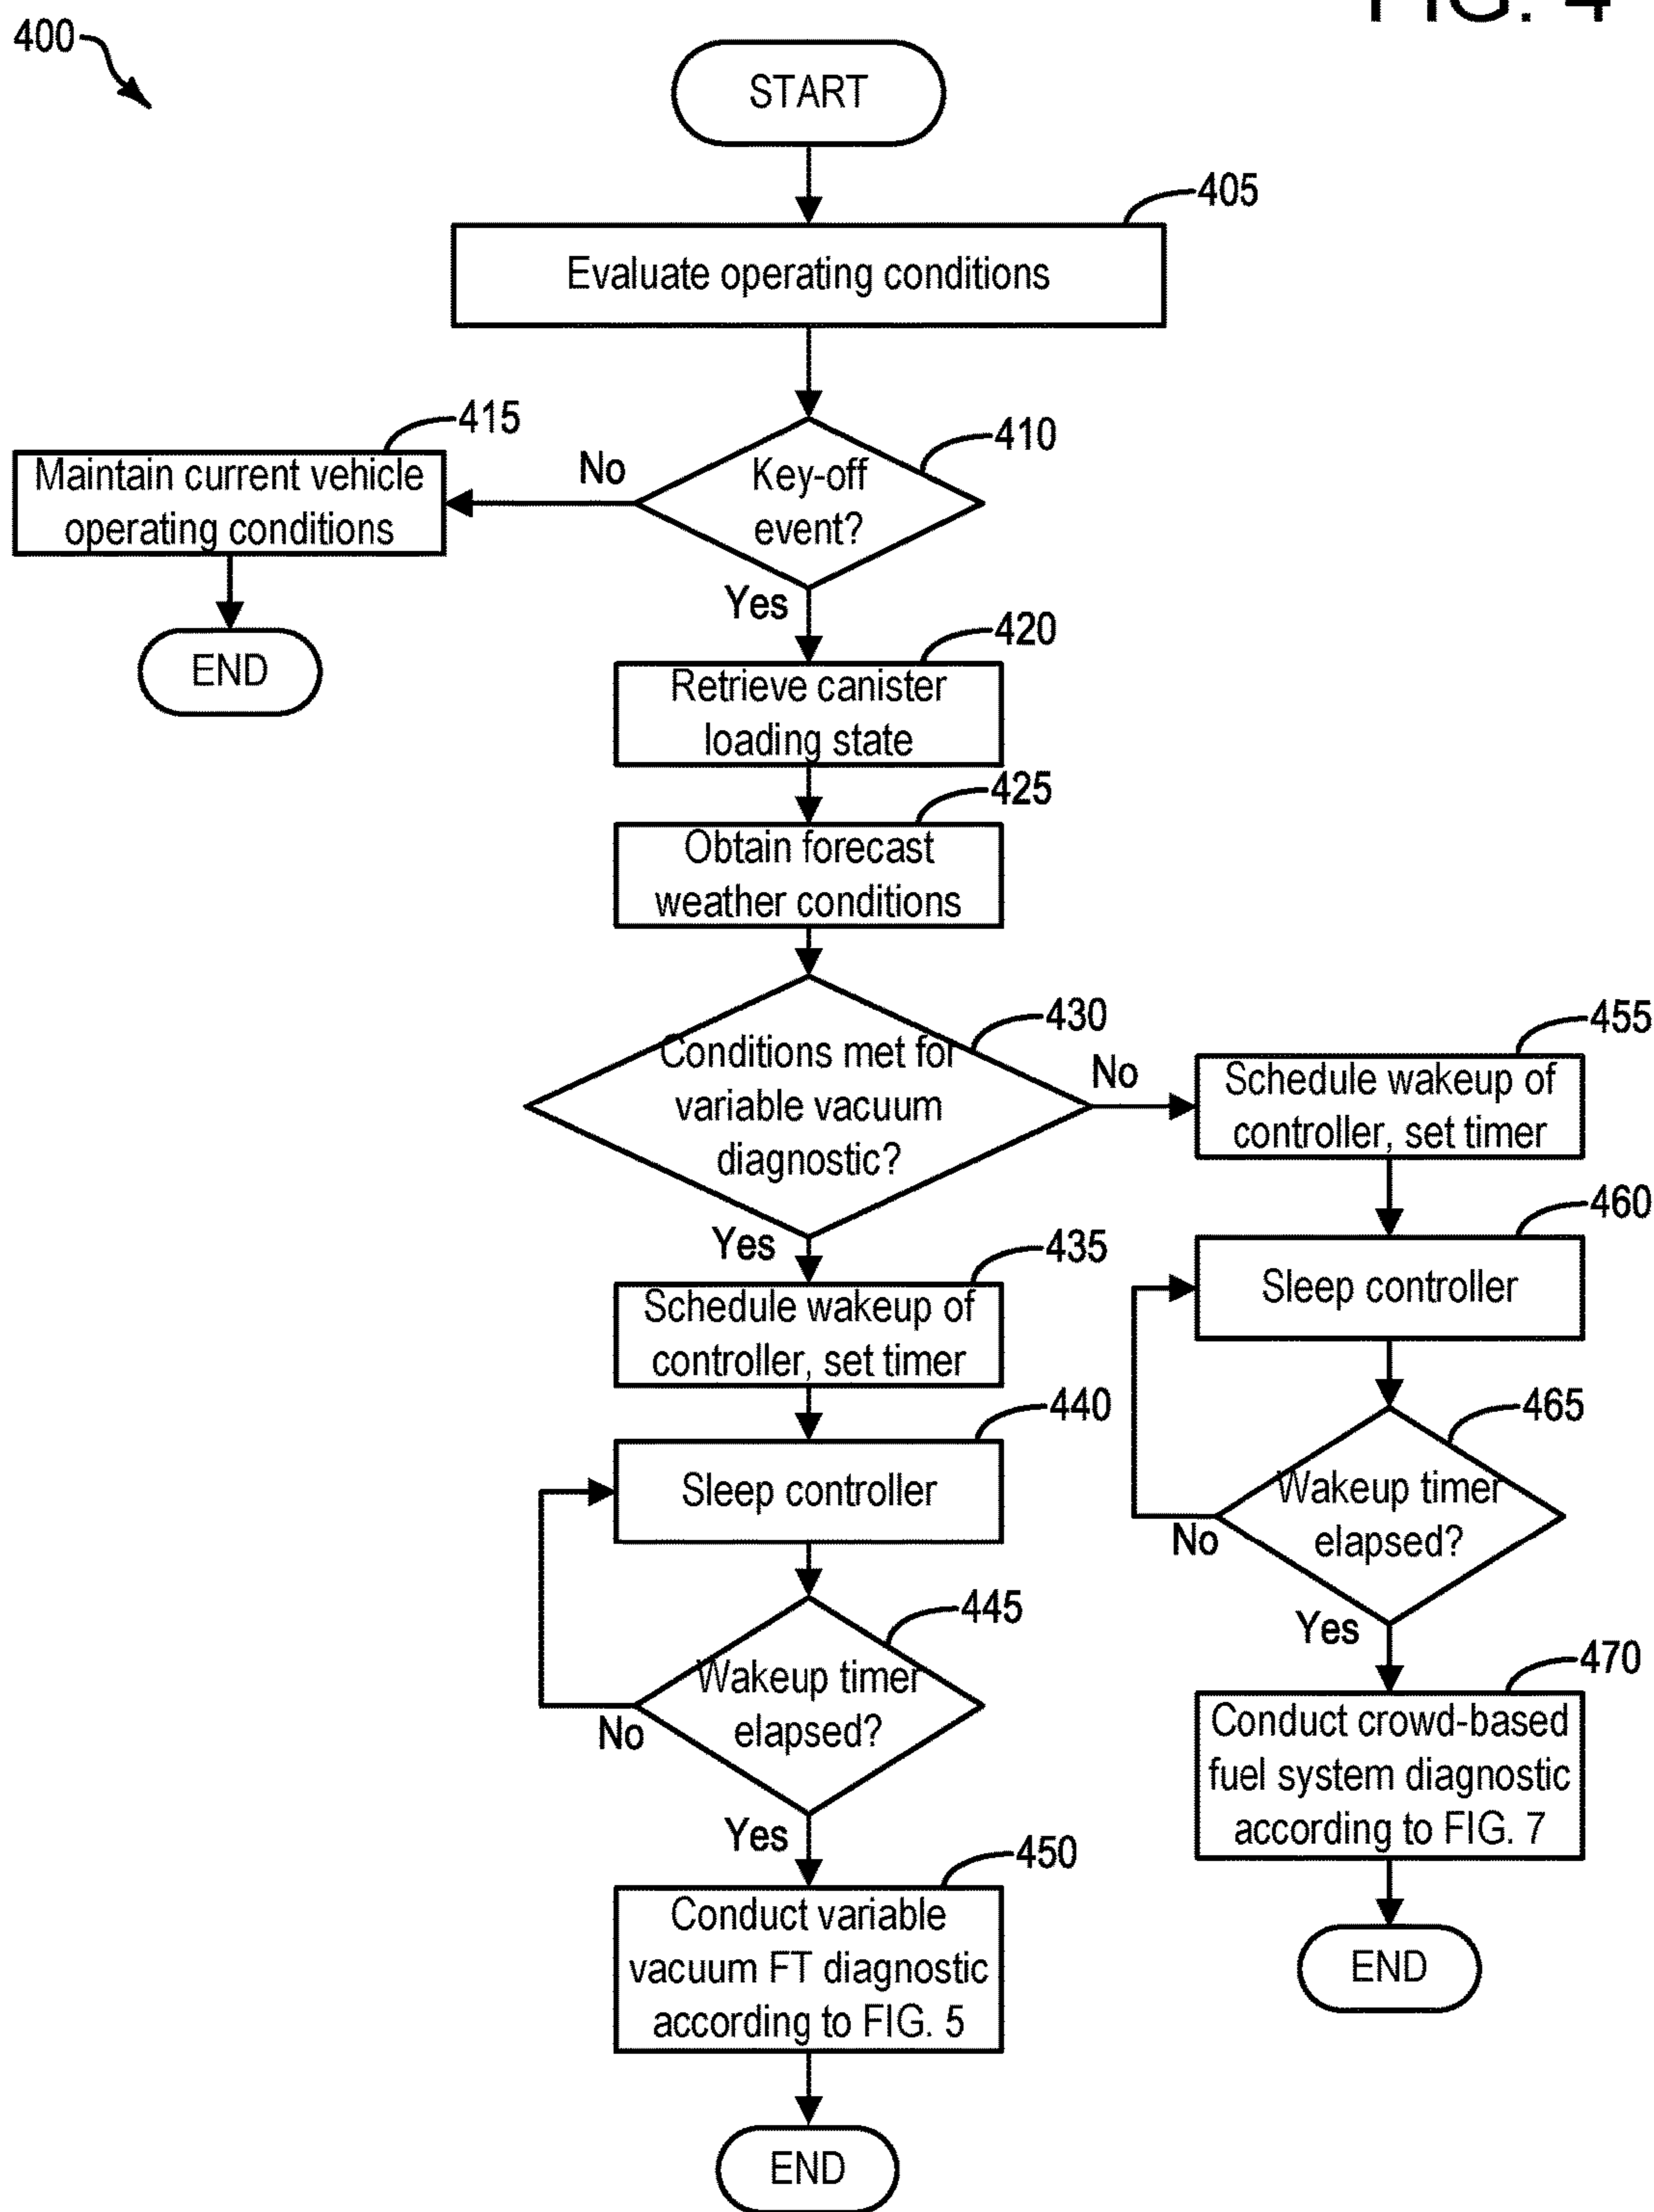 FIG. 4
400
START
405
Evaluate operating conditions
415
410
Maintain current vehicle
operating conditions
No
Key-off
event?
Yes
END
420
Retrieve canister
loading state
425
Obtain forecast
weather conditions
430
Conditions met for
variable vacuum
diagnostic?
No
455
Schedule wakeup of
controller, set timer
Yes
435
Schedule wakeup of
controller, set timer
460
Sleep controller
440
Sleep controller
465
Wakeup timer
elapsed?
No
Yes
445
Wakeup timer
elapsed?
No
Yes
470
Conduct crowd-based
fuel system diagnostic
according to FIG. 7
END
450
Conduct variable
vacuum FT diagnostic
according to FIG. 5
END